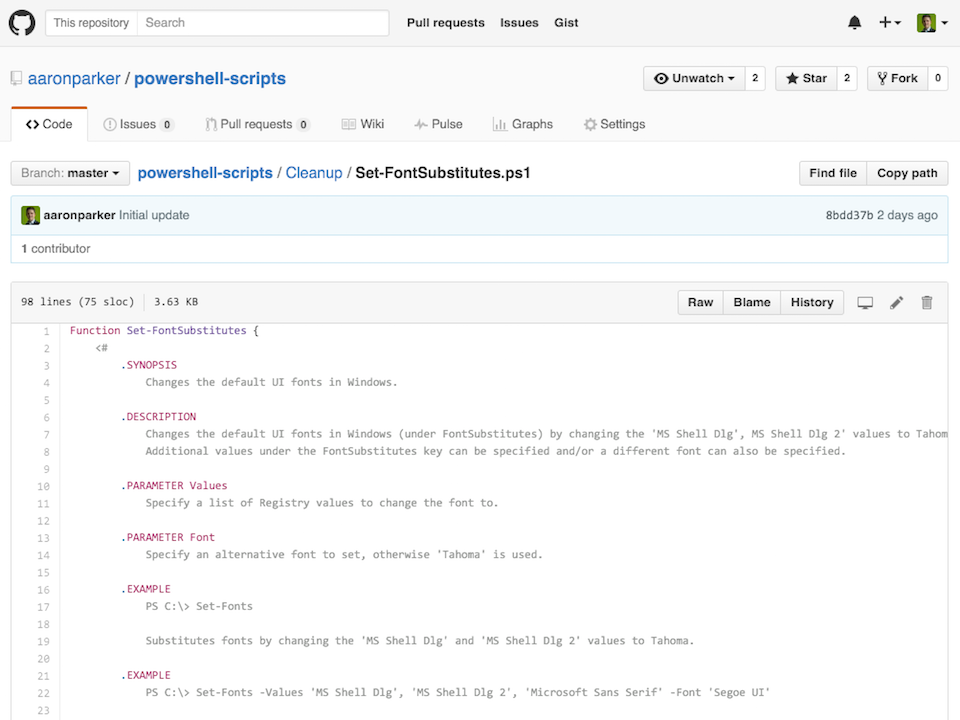 This repository Search Pull requests Issues Gist
aaronparker / powershell-scripts Unwatch 2 Star 2 Fork 0
Code Issues 0 Pull requests 0 Wiki Pulse Graphs Settings
Branch: master powershell-scripts / Cleanup / Set-FontSubstitutes.ps1 Find file Copy path
aaronparker Initial update 8bdd37b 2 days ago
1 contributor
98 lines (75 sloc) 3.63 KB Raw Blame History
1 Function Set-FontSubstitutes {
2 <#
3 .SYNOPSIS
4 Changes the default UI fonts in Windows.
5
6 .DESCRIPTION
7 Changes the default UI fonts in Windows (under FontSubstitutes) by changing the 'MS Shell Dlg', MS Shell Dlg 2' values to Tahom
8 Additional values under the FontSubstitutes key can be specified and/or a different font can also be specified.
9
10 .PARAMETER Values
11 Specify a list of Registry values to change the font to.
12
13 .PARAMETER Font
14 Specify an alternative font to set, otherwise 'Tahoma' is used.
15
16 .EXAMPLE
17 PS C:\> Set-Fonts
18
19 Substitutes fonts by changing the 'MS Shell Dlg' and 'MS Shell Dlg 2' values to Tahoma.
20
21 .EXAMPLE
22 PS C:\> Set-Fonts -Values 'MS Shell Dlg', 'MS Shell Dlg 2', 'Microsoft Sans Serif' -Font 'Segoe UI'
23